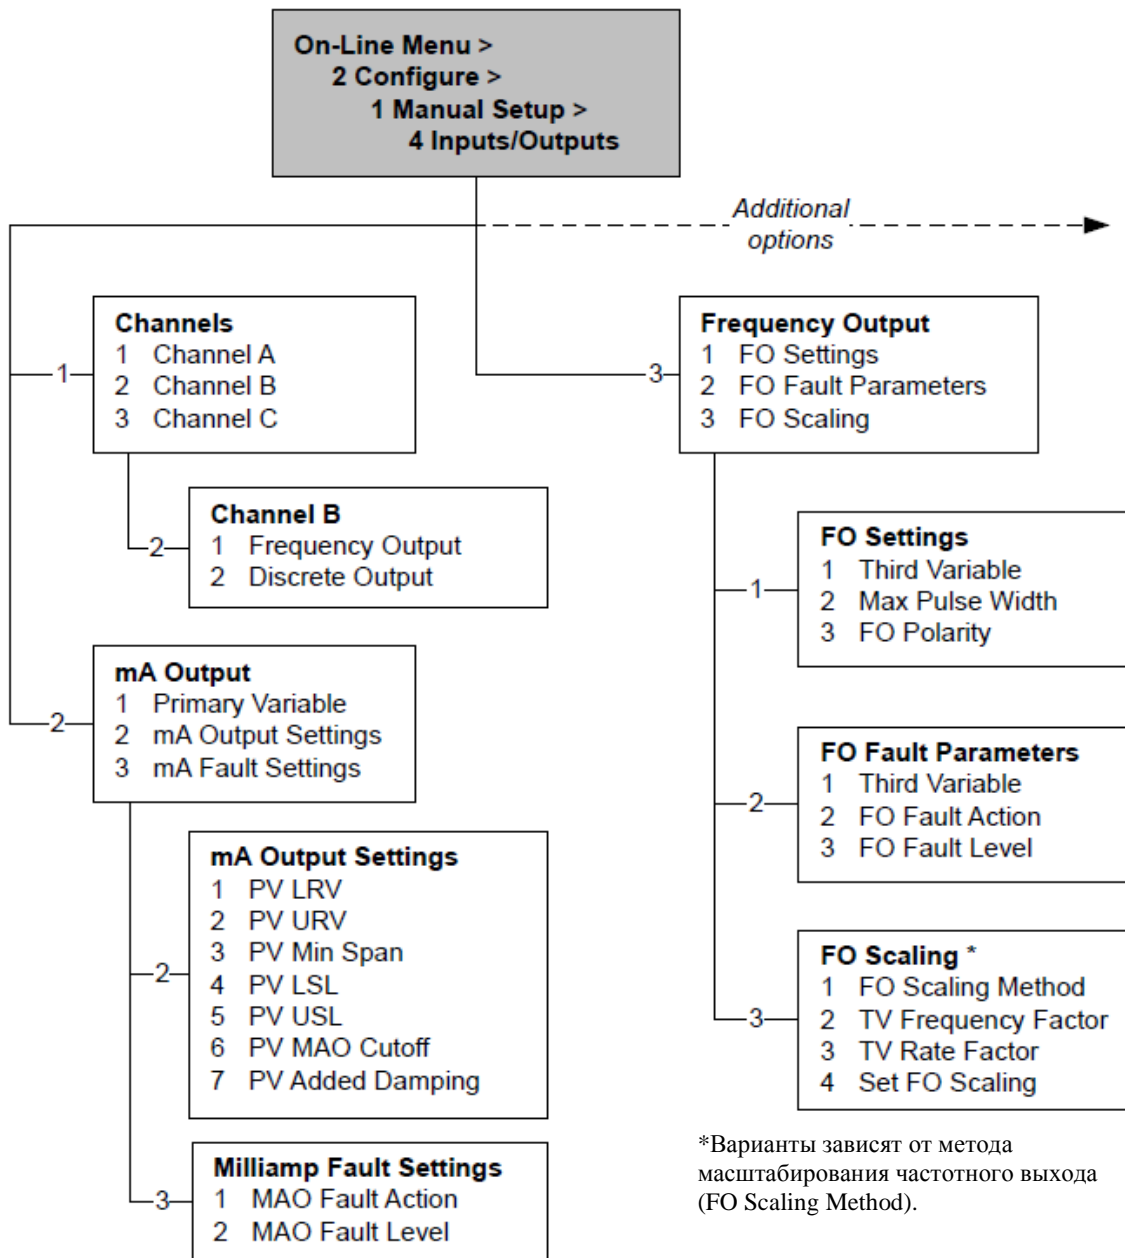 On-Line Menu >
2 Configure >
1 Manual Setup >
4 Inputs/Outputs
Additional
options
1
Channels
1 Channel A
2 Channel B
3 Channel C
2
Channel B
1 Frequency Output
2 Discrete Output
2
mA Output
1 Primary Variable
2 mA Output Settings
3 mA Fault Settings
2
mA Output Settings
1 PV LRV
2 PV URV
3 PV Min Span
4 PV LSL
5 PV USL
6 PV MAO Cutoff
7 PV Added Damping
3
Milliamp Fault Settings
1 MAO Fault Action
2 MAO Fault Level
3
Frequency Output
1 FO Settings
2 FO Fault Parameters
3 FO Scaling
1
FO Settings
1 Third Variable
2 Max Pulse Width
3 FO Polarity
2
FO Fault Parameters
1 Third Variable
2 FO Fault Action
3 FO Fault Level
3
FO Scaling *
1 FO Scaling Method
2 TV Frequency Factor
3 TV Rate Factor
4 Set FO Scaling
*Варианты зависят от метода
масштабирования частотного выхода
(FO Scaling Method).